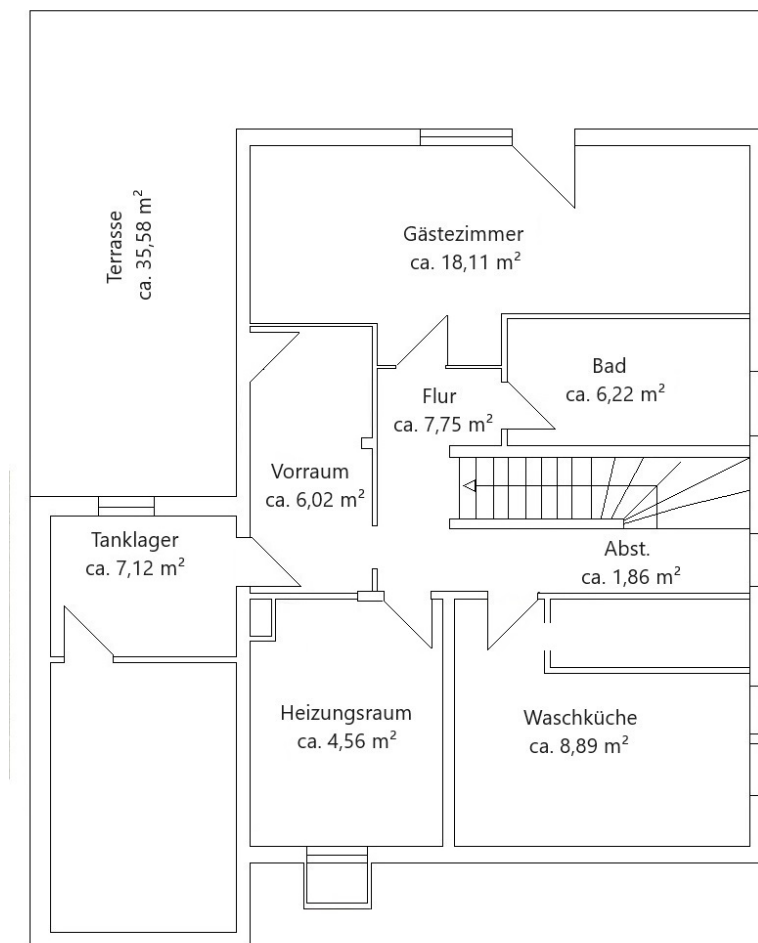 Terrasse
ca. 35,58 m²
Gästezimmer
ca. 18,11 m²
Bad
ca. 6,22 m²
Flur
ca. 7,75 m²
Vorraum
ca. 6,02 m²
Tanklager
ca. 7,12 m²
Abst.
ca. 1,86 m²
Heizungsraum
ca. 4,56 m²
Waschküche
ca. 8,89 m²